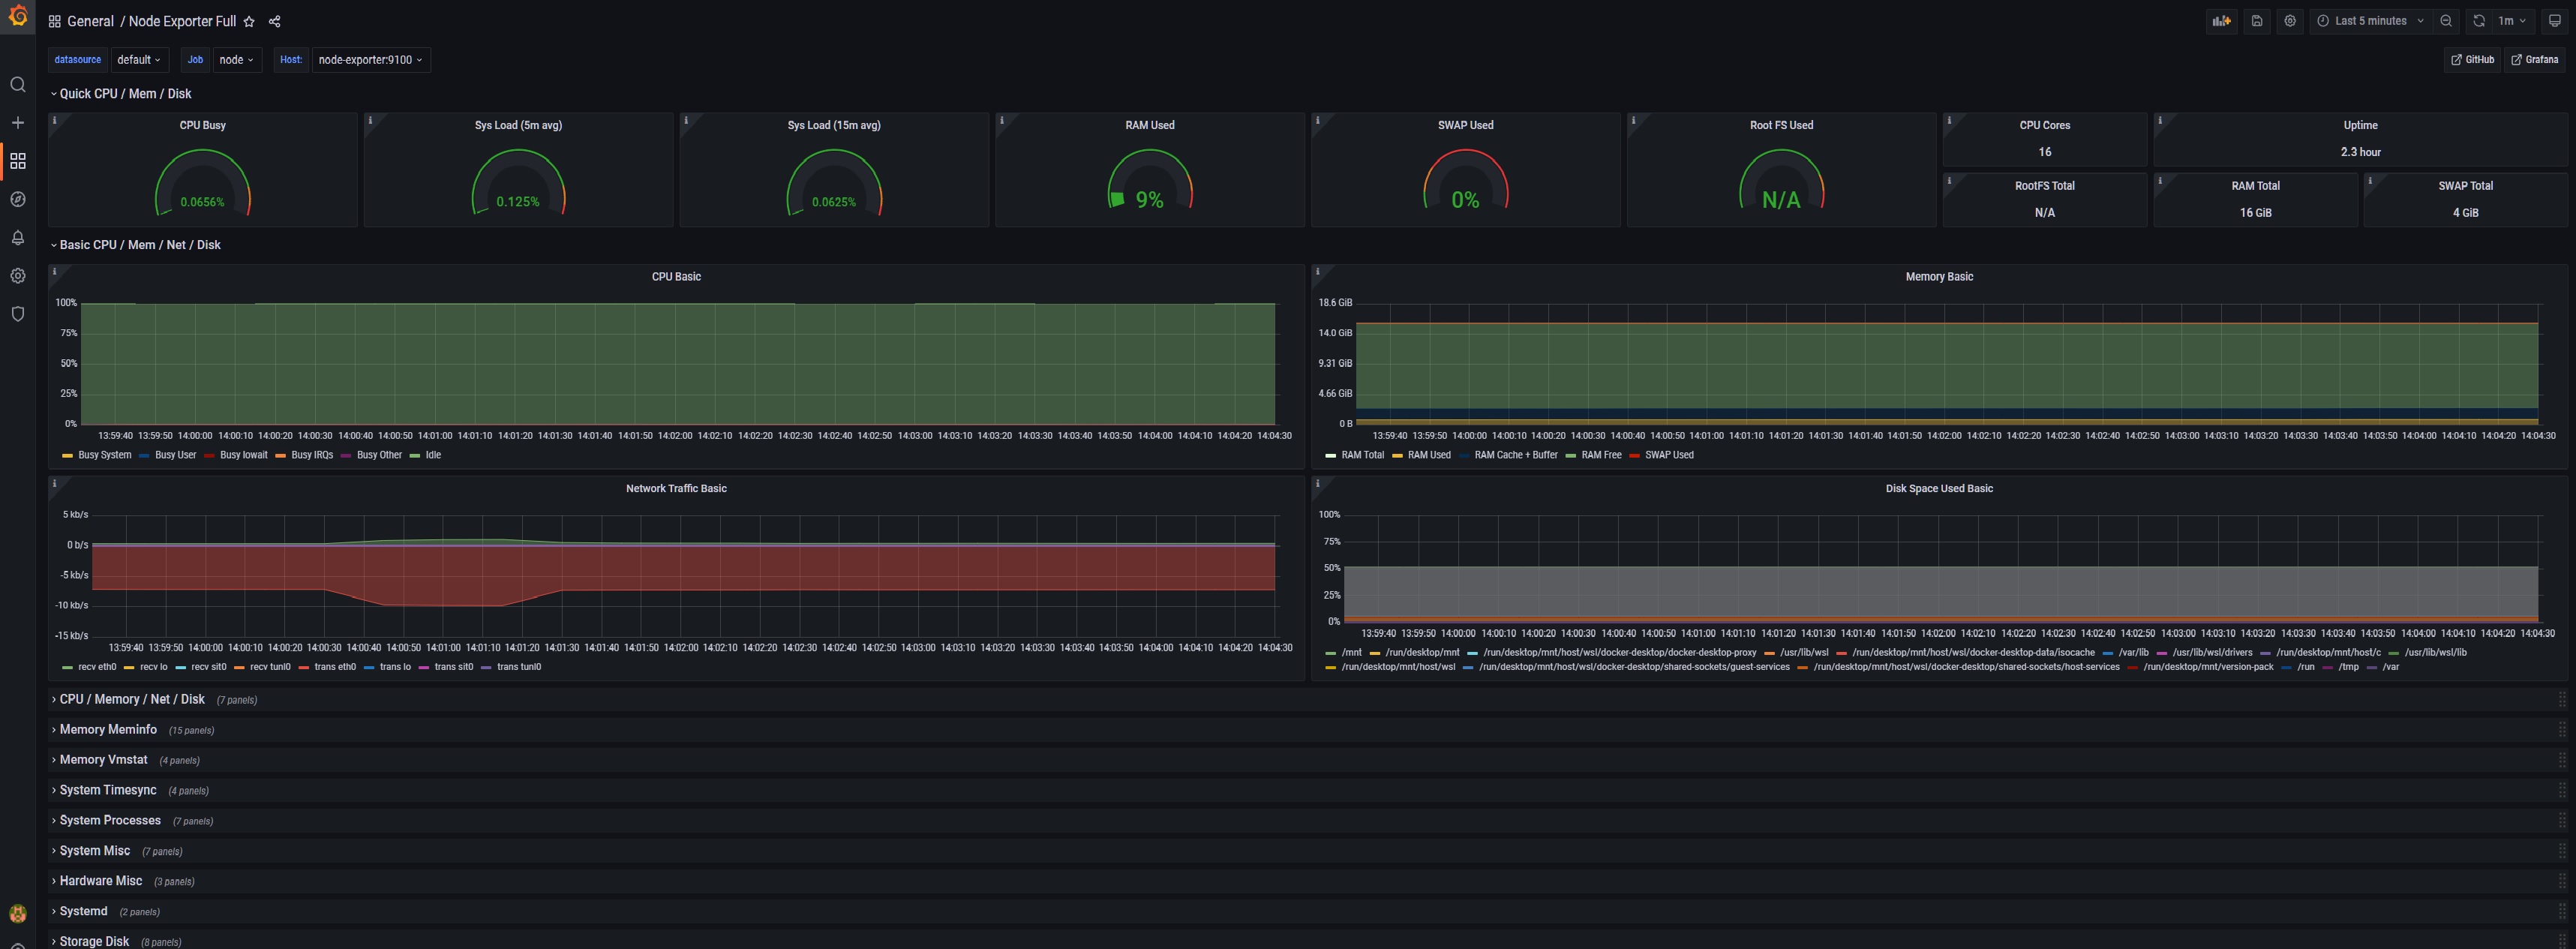 General / Node Exporter Full
Last 5 minutes
1m
datasource default Job node Host: node-exporter:9100
GitHub Grafana
Quick CPU / Mem / Disk
CPU Busy
0.0656%
Sys Load (5m avg)
0.125%
Sys Load (15m avg)
0.0625%
RAM Used
9%
SWAP Used
0%
Root FS Used
N/A
CPU Cores
16
Uptime
2.3 hour
RootFS Total
N/A
RAM Total
16 GiB
SWAP Total
4 GiB
Basic CPU / Mem / Net / Disk
CPU Basic
100%
75%
50%
25%
0%
13:59:40 13:59:50 14:00:00 14:00:10 14:00:20 14:00:30 14:00:40 14:00:50 14:01:00 14:01:10 14:01:20 14:01:30 14:01:40 14:01:50 14:02:00 14:02:10 14:02:20 14:02:30 14:02:40 14:02:50 14:03:00 14:03:10 14:03:20 14:03:30 14:03:40 14:03:50 14:04:00 14:04:10 14:04:20 14:04:30
Busy System Busy User Busy Iowait Busy IRQs Busy Other Idle
Memory Basic
18.6 GiB
14.0 GiB
9.31 GiB
4.66 GiB
0 B
13:59:40 13:59:50 14:00:00 14:00:10 14:00:20 14:00:30 14:00:40 14:00:50 14:01:00 14:01:10 14:01:20 14:01:30 14:01:40 14:01:50 14:02:00 14:02:10 14:02:20 14:02:30 14:02:40 14:02:50 14:03:00 14:03:10 14:03:20 14:03:30 14:03:40 14:03:50 14:04:00 14:04:10 14:04:20 14:04:30
RAM Total RAM Used RAM Cache + Buffer RAM Free SWAP Used
Network Traffic Basic
5 kb/s
0 b/s
-5 kb/s
-10 kb/s
-15 kb/s
13:59:40 13:59:50 14:00:00 14:00:10 14:00:20 14:00:30 14:00:40 14:00:50 14:01:00 14:01:10 14:01:20 14:01:30 14:01:40 14:01:50 14:02:00 14:02:10 14:02:20 14:02:30 14:02:40 14:02:50 14:03:00 14:03:10 14:03:20 14:03:30 14:03:40 14:03:50 14:04:00 14:04:10 14:04:20 14:04:30
recv eth0 recv lo recv sit0 recv tunl0 trans eth0 trans lo trans sit0 trans tunl0
Disk Space Used Basic
100%
75%
50%
25%
0%
13:59:40 13:59:50 14:00:00 14:00:10 14:00:20 14:00:30 14:00:40 14:00:50 14:01:00 14:01:10 14:01:20 14:01:30 14:01:40 14:01:50 14:02:00 14:02:10 14:02:20 14:02:30 14:02:40 14:02:50 14:03:00 14:03:10 14:03:20 14:03:30 14:03:40 14:03:50 14:04:00 14:04:10 14:04:20 14:04:30
/mnt /run/desktop/mnt /run/desktop/mnt/host/wsl/docker-desktop/docker-desktop-proxy /usr/lib/wsl /run/desktop/mnt/host/wsl/docker-desktop-data/isocache /var/lib /usr/lib/wsl/drivers /run/desktop/mnt/host/c /usr/lib/wsl/lib
/run/desktop/mnt/host/wsl /run/desktop/mnt/host/wsl/docker-desktop/shared-sockets/guest-services /run/desktop/mnt/host/wsl/docker-desktop/shared-sockets/host-services /run/desktop/mnt/version-pack /run /tmp /var
CPU / Memory / Net / Disk (7 panels)
Memory Meminfo (15 panels)
Memory Vmstat (4 panels)
System Timesync (4 panels)
System Processes (7 panels)
System Misc (7 panels)
Hardware Misc (3 panels)
Systemd (2 panels)
Storage Disk (8 panels)